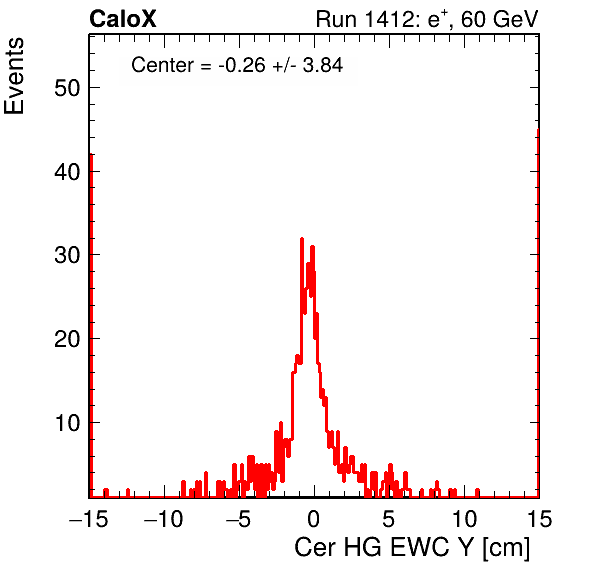 CaloX Run 1412: e⁺, 60 GeV
Center = -0.26 +/- 3.84
Events
50
40
30
20
10
−15 −10 −5 0 5 10 15
Cer HG EWC Y [cm]